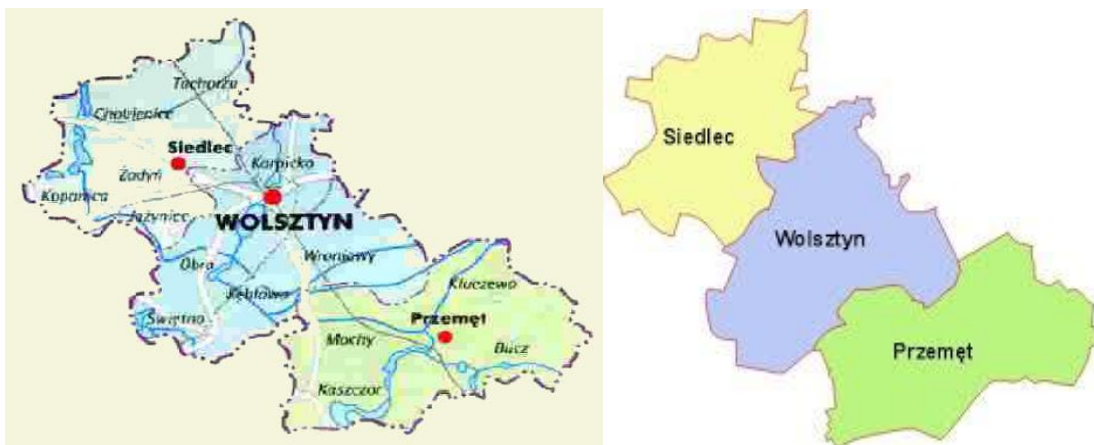 Tuchorza
Chobienice
Siedlec
Karpicko
Żodyń
Kopanica
Jażyniec
WOLSZTYN
Obra
Wroniawy
Kębłowo
Kluczewo
Świętno
Przemęt
Mochy
Bucz
Kaszczor
Siedlec
Wolsztyn
Przemęt